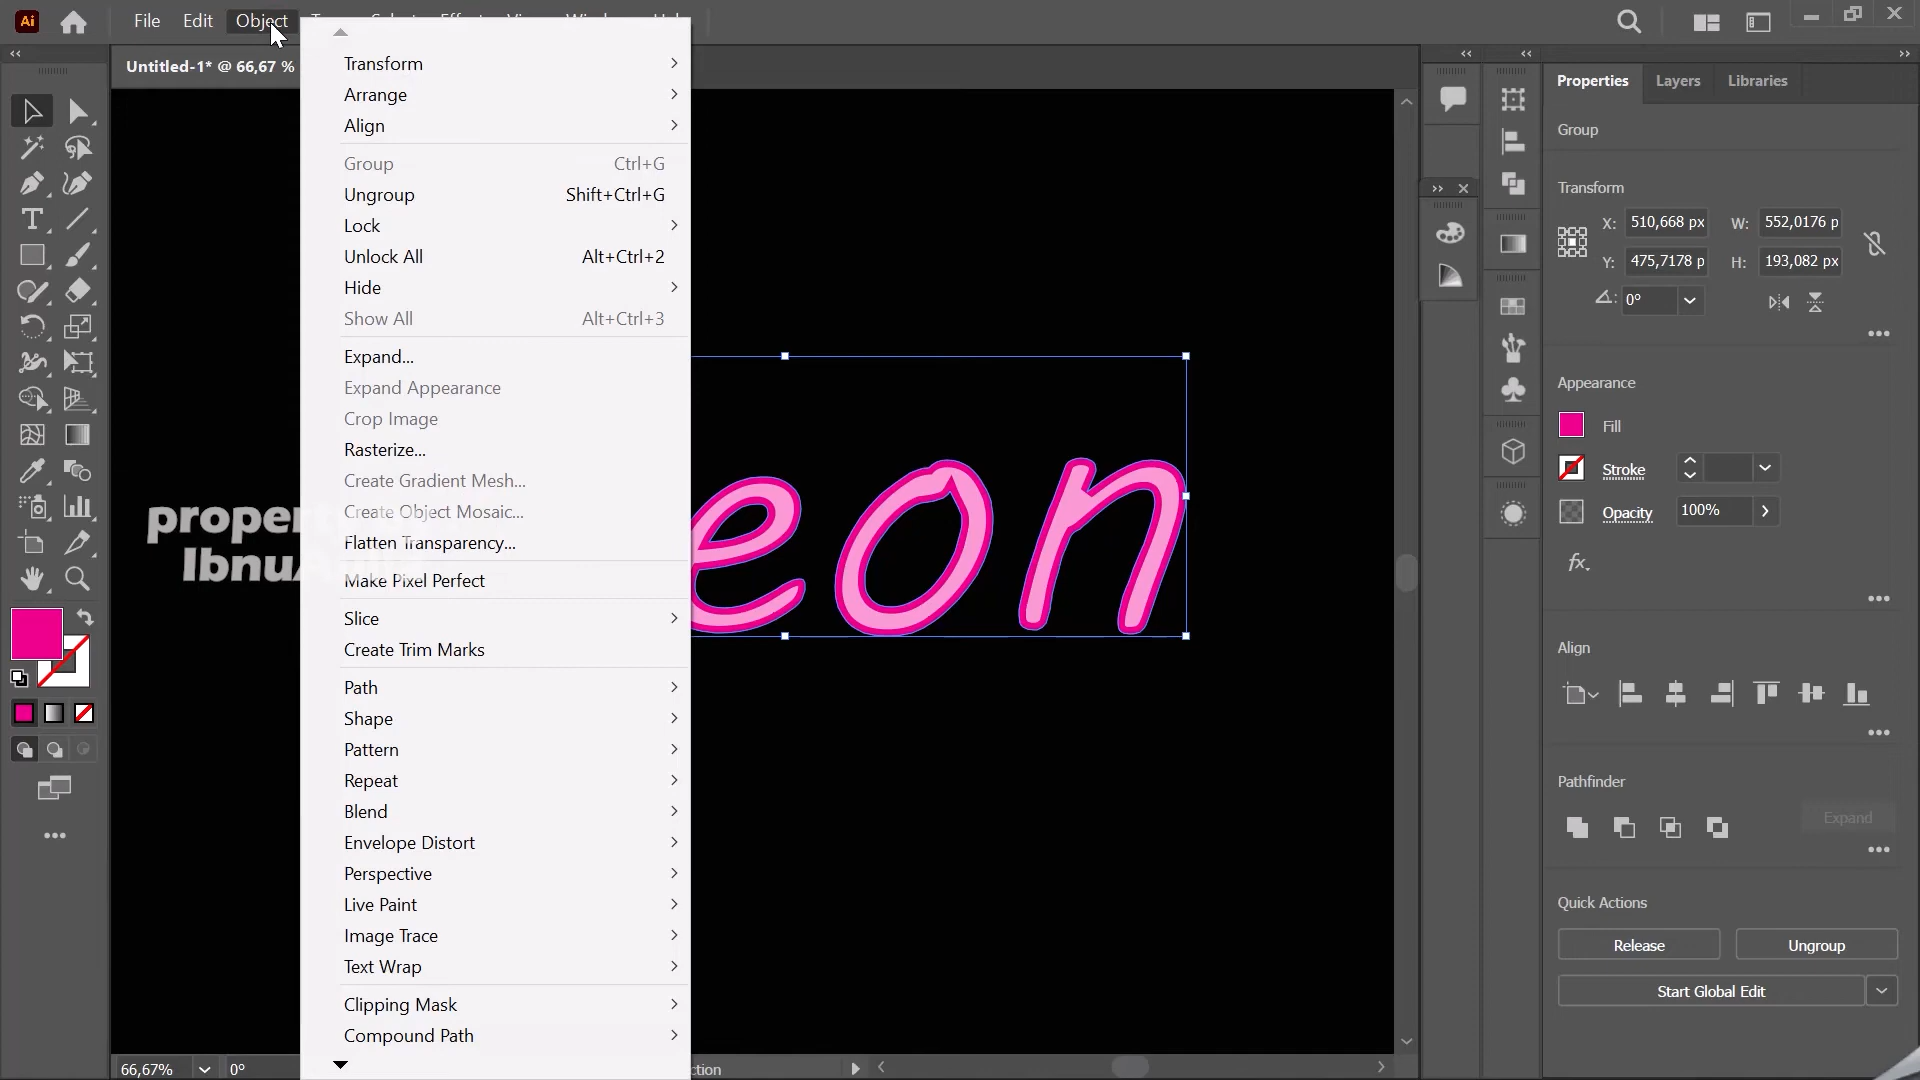 Ai File Edit Object
Untitled-1* @ 66,67 %
Transform
Arrange
Align
Group Ctrl+G
Ungroup Shift+Ctrl+G
Lock
Unlock All Alt+Ctrl+2
Hide
Show All Alt+Ctrl+3
Expand...
Expand Appearance
Crop Image
Rasterize...
Create Gradient Mesh...
Create Object Mosaic...
Flatten Transparency...
Make Pixel Perfect
Slice
Create Trim Marks
Path
Shape
Pattern
Repeat
Blend
Envelope Distort
Perspective
Live Paint
Image Trace
Text Wrap
Clipping Mask
Compound Path
eon
Properties Layers Libraries
Group
Transform
X: 510,668 px W: 552,0176 p
Y: 475,7178 p H: 193,082 px
0°
Appearance
Fill
Stroke
Opacity 100%
fx
Align
Pathfinder
Expand
Quick Actions
Release Ungroup
Start Global Edit
66,67% 0° ction